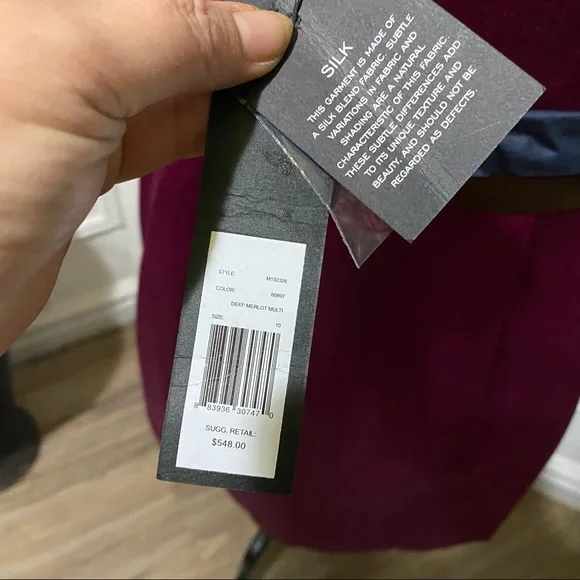 SILK
THIS GARMENT IS MADE OF
A SILK BLEND FABRIC. SUBTLE
VARIATIONS IN FABRIC AND
SHADING ARE A NATURAL
CHARACTERISTIC OF THIS FABRIC.
THESE SUBTLE DIFFERENCES ADD
TO ITS UNIQUE TEXTURE AND
BEAUTY, AND SHOULD NOT BE
REGARDED AS DEFECTS.
STYLE: M192326
COLOR: 60897
DEEP MERLOT MULTI
SIZE: 10
8 83936 30747 0
SUGG. RETAIL:
$548.00